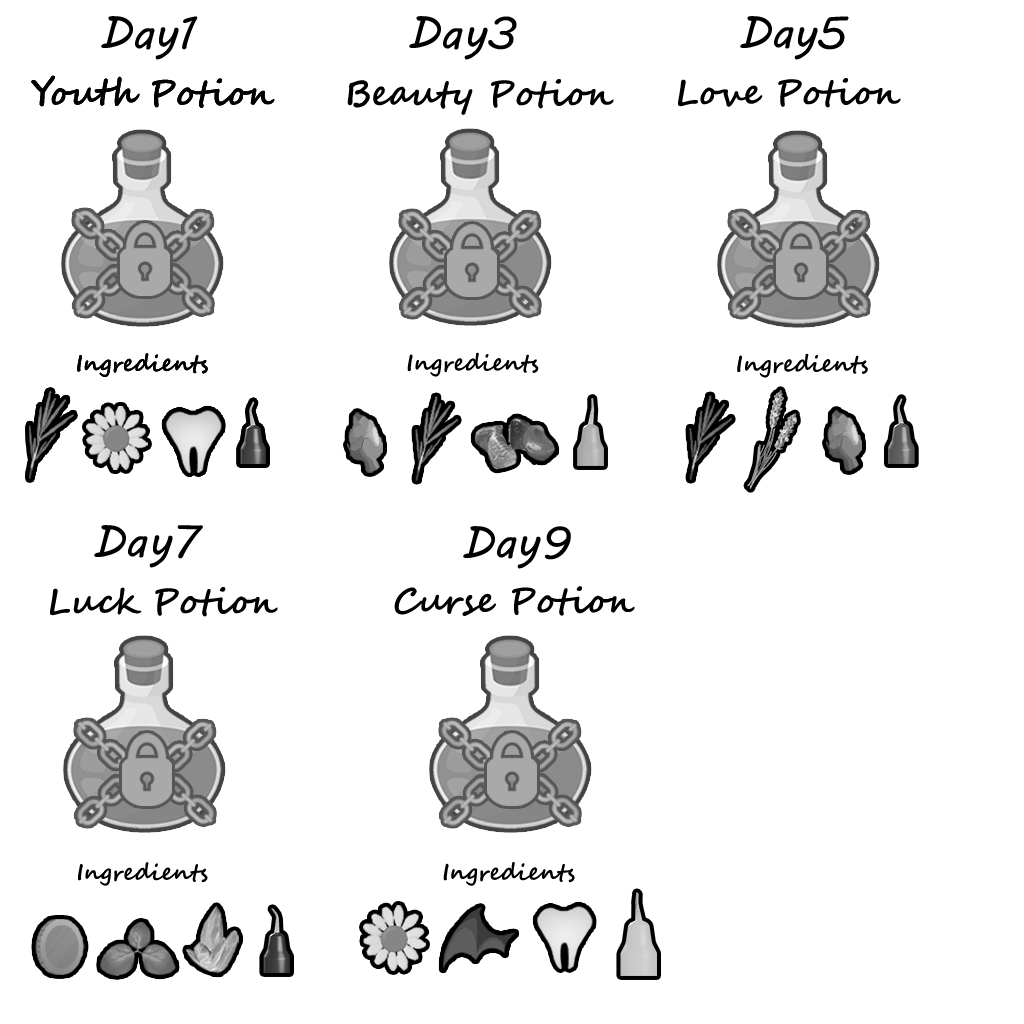 Day1
Youth Potion
Ingredients
Day3
Beauty Potion
Ingredients
Day5
Love Potion
Ingredients
Day7
Luck Potion
Ingredients
Day9
Curse Potion
Ingredients